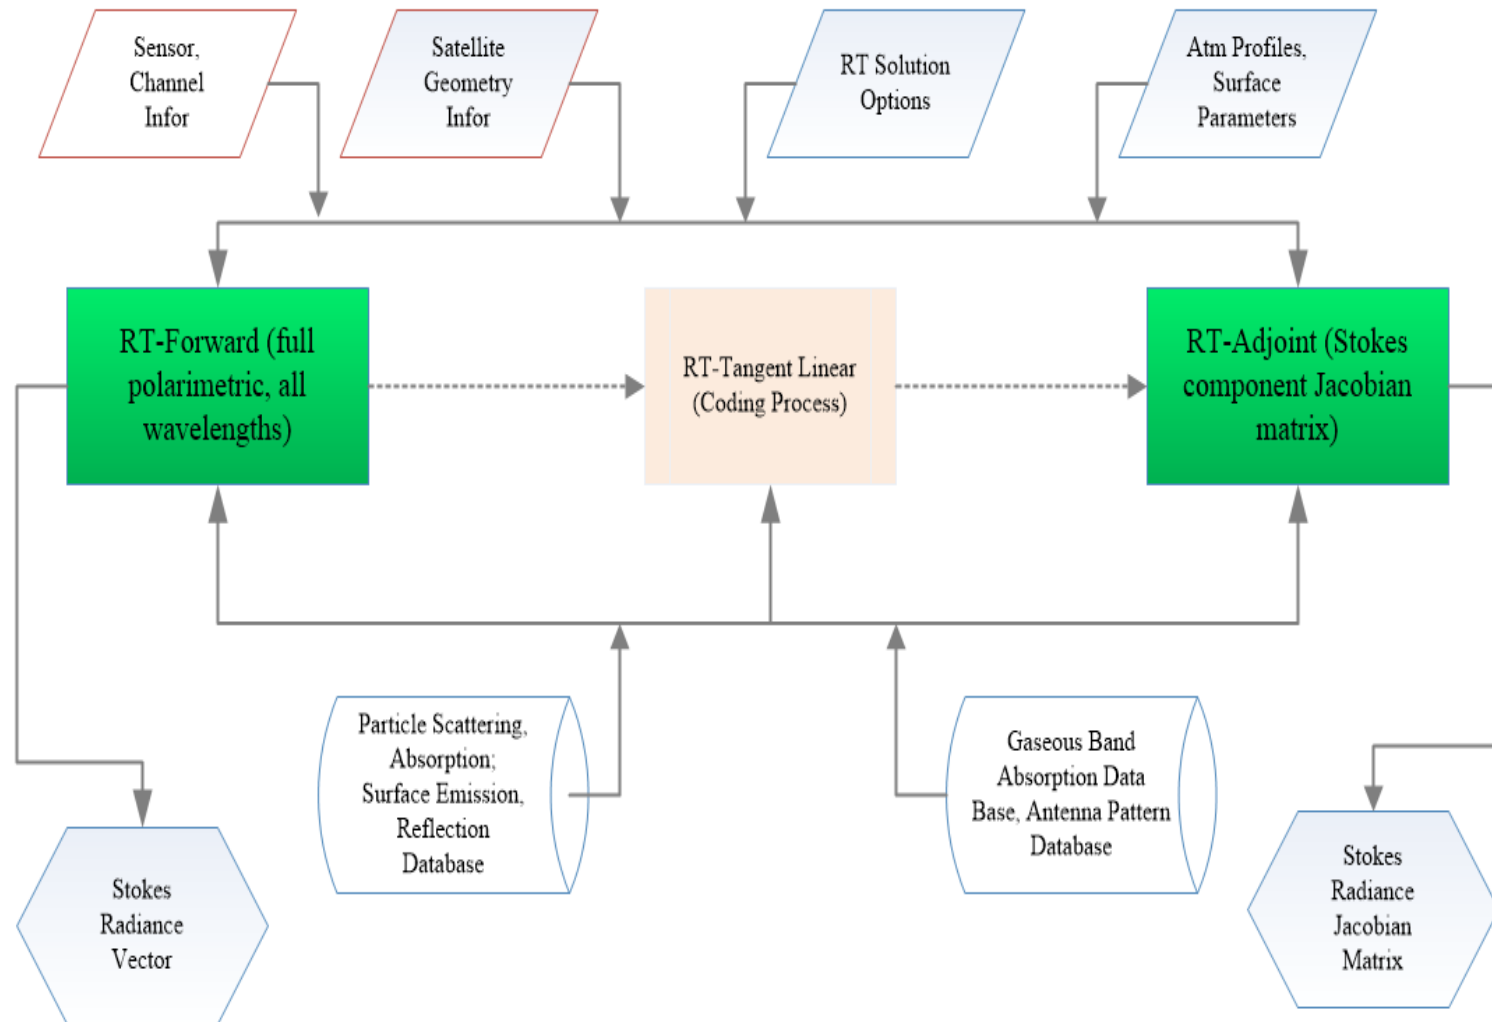 Sensor,
Channel
Infor
Satellite
Geometry
Infor
RT Solution
Options
Atm Profiles,
Surface
Parameters
RT-Forward (full
polarimetric, all
wavelengths)
RT-Tangent Linear
(Coding Process)
RT-Adjoint (Stokes
component Jacobian
matrix)
Particle Scattering,
Absorption;
Surface Emission,
Reflection
Database
Gaseous Band
Absorption Data
Base, Antenna Pattern
Database
Stokes
Radiance
Vector
Stokes
Radiance
Jacobian
Matrix